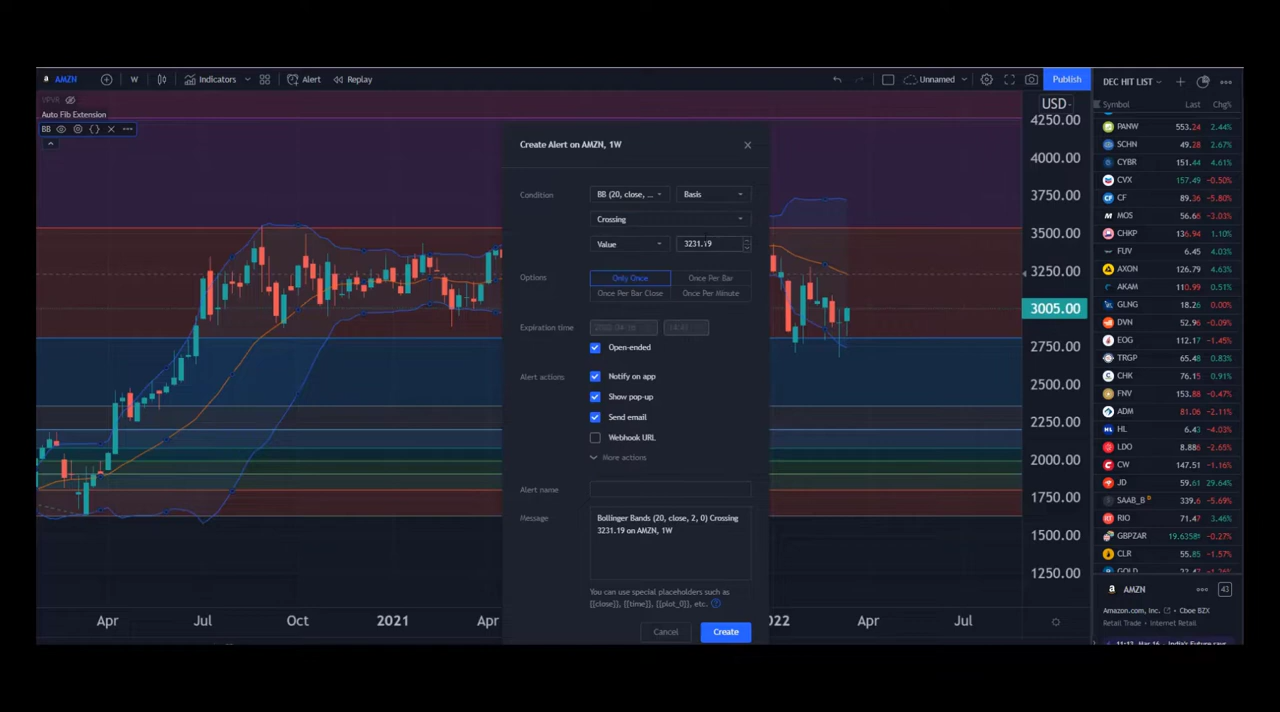 AMZN
W
Indicators
Alert
Replay
Unnamed
Publish
DEC HIT LIST
VPVR
Auto Fib Extension
BB
USD
Symbol Last Chg%
4250.00
4000.00
3750.00
3500.00
3250.00
3005.00
2750.00
2500.00
2250.00
2000.00
1750.00
1500.00
1250.00
Create Alert on AMZN, 1W
Condition
BB (20, close, ...
Basis
Crossing
Value
3231.19
Options
Only Once
Once Per Bar
Once Per Bar Close
Once Per Minute
Expiration time
Open-ended
Alert actions
Notify on app
Show pop-up
Send email
Webhook URL
More actions
Alert name
Message
Bollinger Bands (20, close, 2, 0) Crossing
3231.19 on AMZN, 1W
You can use special placeholders such as
{{close}}, {{time}}, {{plot_0}}, etc.
Cancel
Create
Apr Jul Oct 2021 Apr 2022 Apr Jul
PANW 553.24 2.44%
SCHN 49.28 2.67%
CYBR 151.44 4.61%
CVX 157.49 -0.50%
CF 89.36 -5.80%
MOS 56.66 -3.03%
CHKP 136.94 1.10%
FUV 6.45 4.03%
AXON 126.79 4.63%
AKAM 110.99 0.51%
GLNG 18.26 0.00%
DVN 52.96 -0.09%
EOG 112.17 -1.45%
TRGP 65.48 0.83%
CHK 76.15 0.91%
FNV 153.88 -0.47%
ADM 81.06 -2.11%
HL 6.43 -4.03%
LDO 8.886 -2.65%
CW 147.51 -1.16%
JD 59.61 29.64%
SAAB_B 339.6 -5.69%
RIO 71.47 3.46%
GBPZAR 19.6358 -0.27%
CLR 55.85 -1.57%
GOLD
AMZN
43
Amazon.com, Inc. • Cboe BZX
Retail Trade • Internet Retail